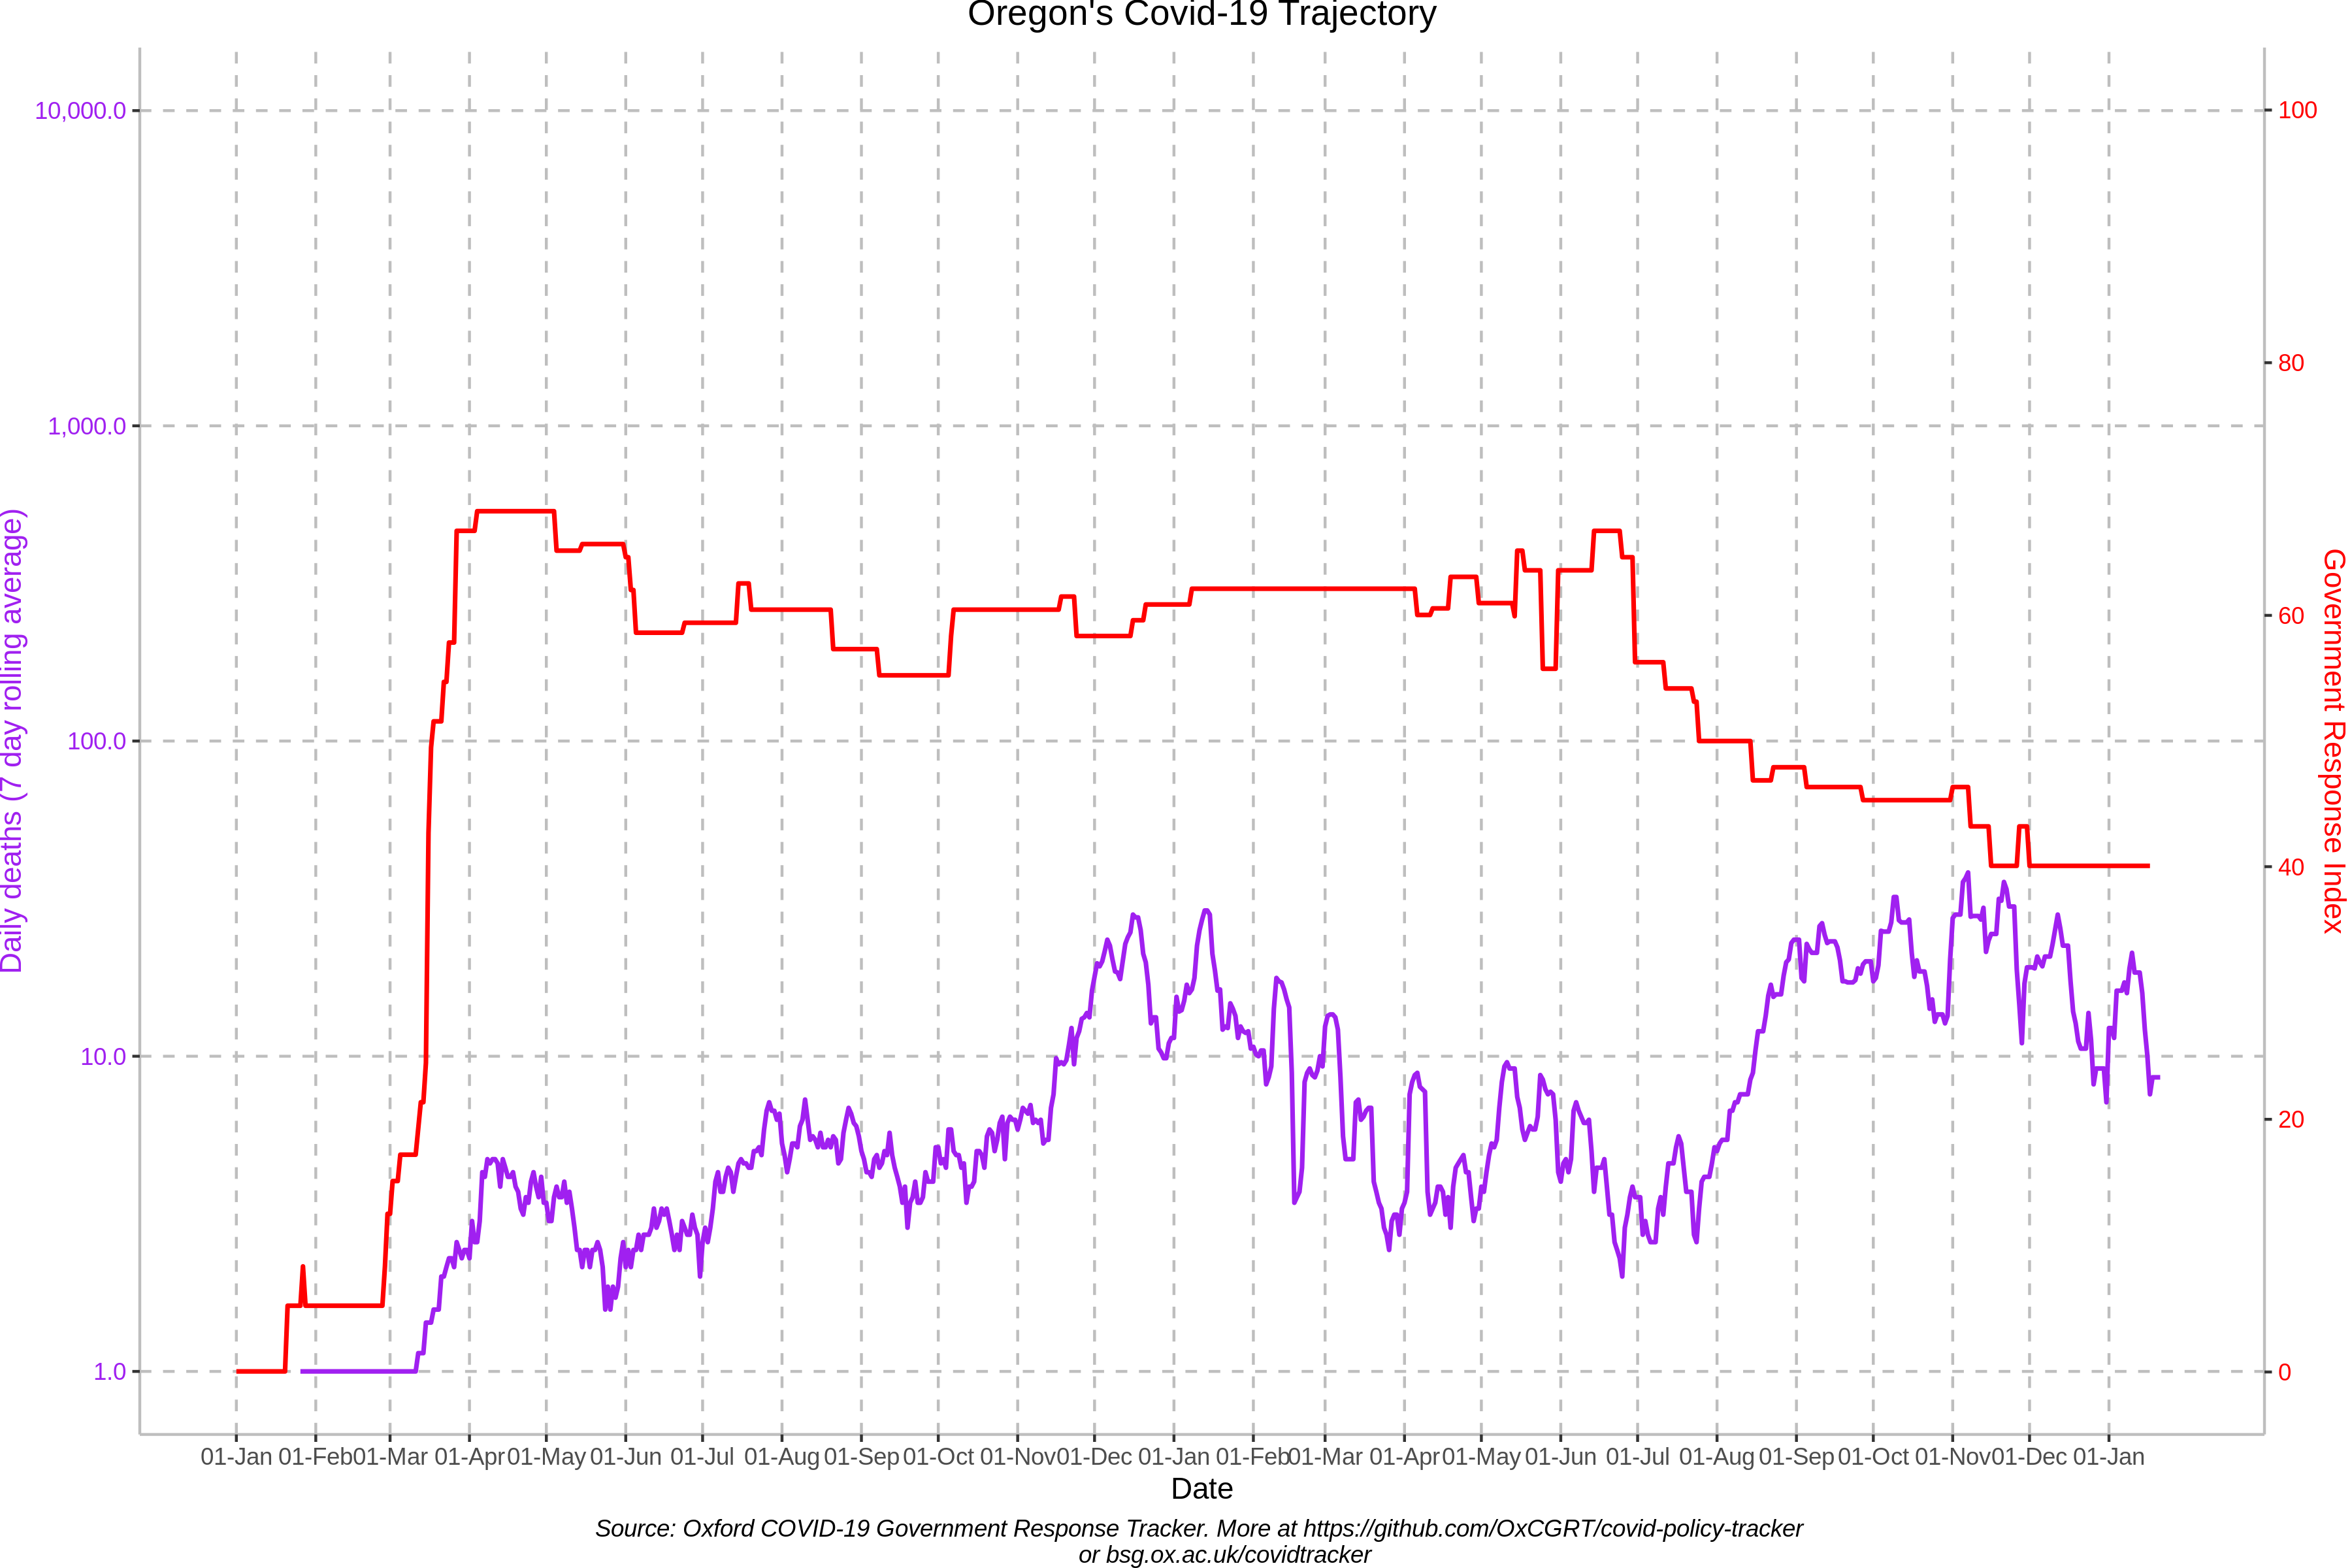 Oregon's Covid-19 Trajectory
10,000.0
1,000.0
100.0
10.0
1.0
Daily deaths (7 day rolling average)
100
80
60
40
20
0
Government Response Index
01-Jan 01-Feb 01-Mar 01-Apr 01-May 01-Jun 01-Jul 01-Aug 01-Sep 01-Oct 01-Nov 01-Dec 01-Jan 01-Feb 01-Mar 01-Apr 01-May 01-Jun 01-Jul 01-Aug 01-Sep 01-Oct 01-Nov 01-Dec 01-Jan
Date
Source: Oxford COVID-19 Government Response Tracker. More at https://github.com/OxCGRT/covid-policy-tracker
or bsg.ox.ac.uk/covidtracker